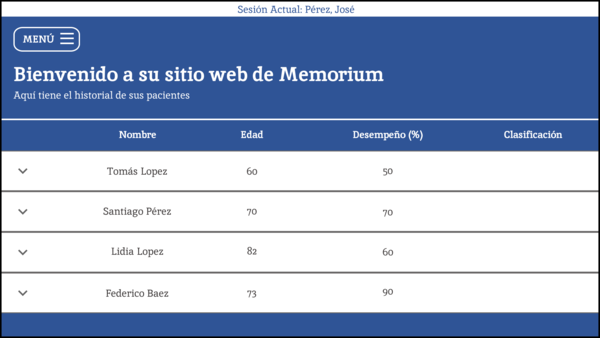 Sesión Actual: Pérez, José
MENÚ
Bienvenido a su sitio web de Memorium
Aquí tiene el historial de sus pacientes
Nombre Edad Desempeño (%) Clasificación
Tomás Lopez 60 50
Santiago Pérez 70 70
Lidia Lopez 82 60
Federico Baez 73 90